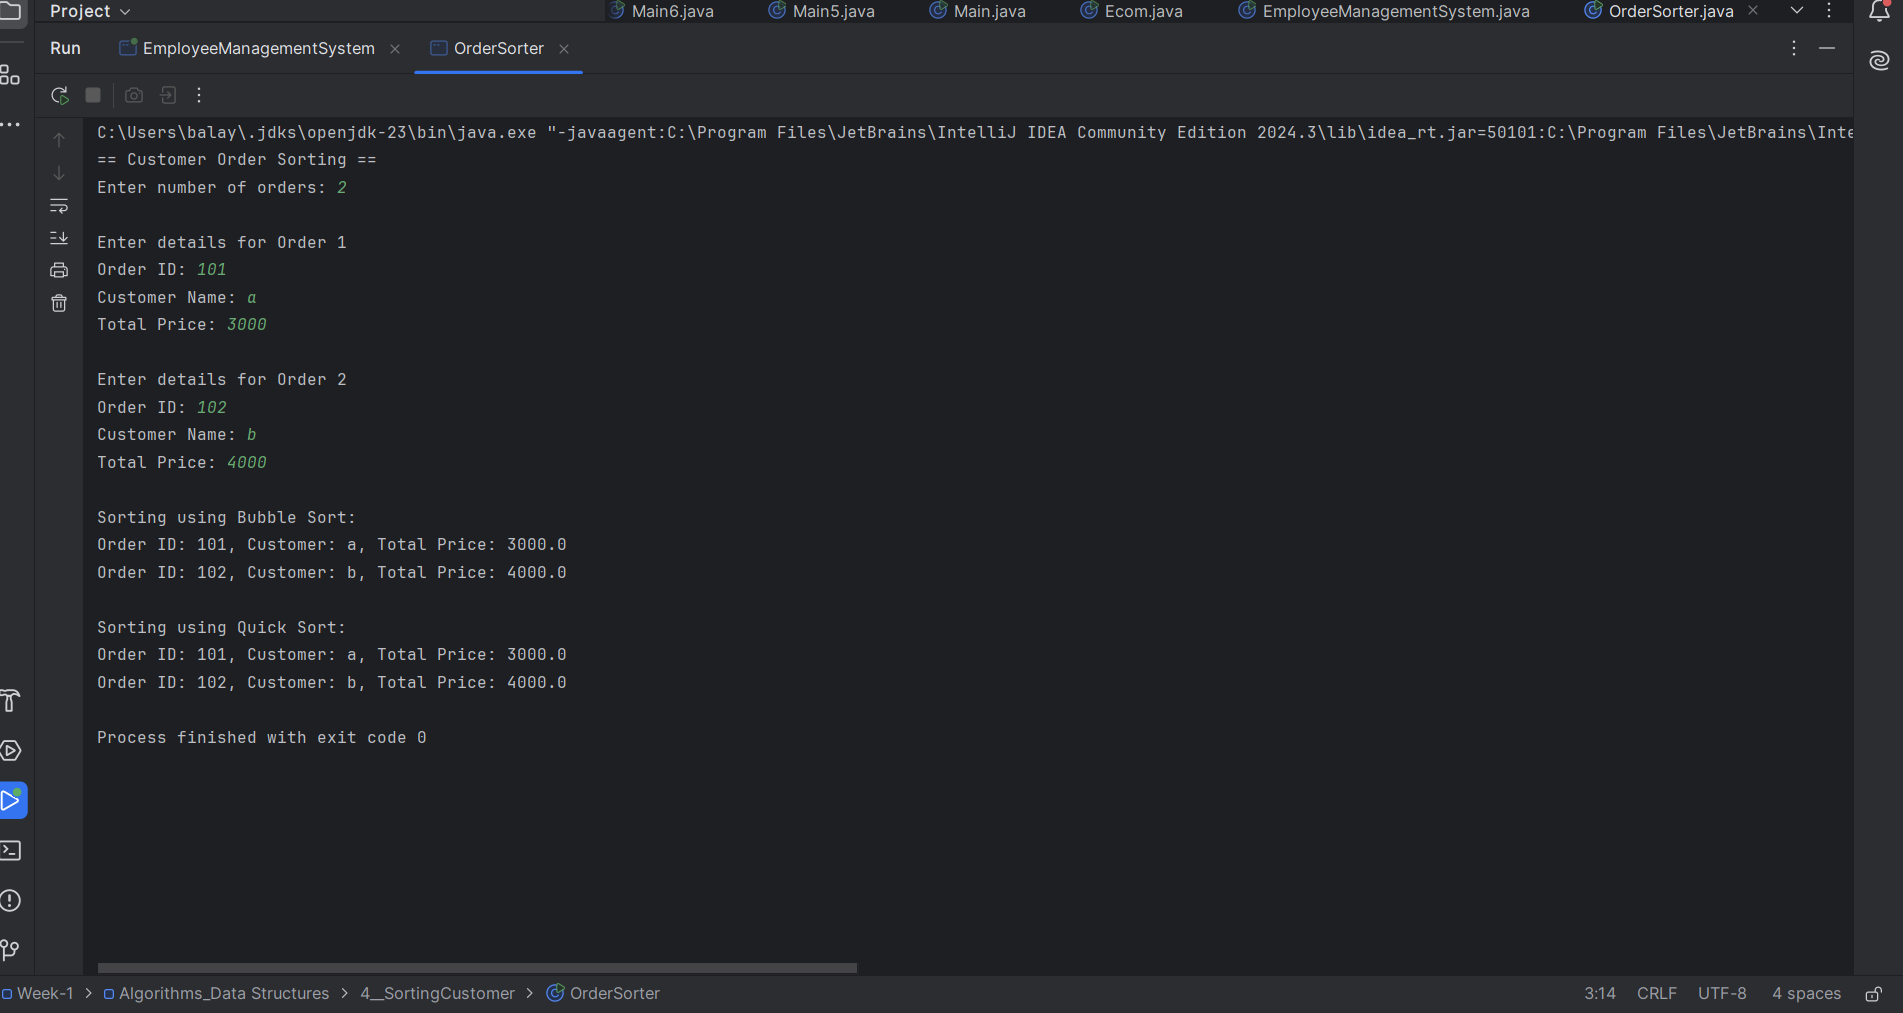 Project
Main6.java Main5.java Main.java Ecom.java EmployeeManagementSystem.java OrderSorter.java
Run EmployeeManagementSystem OrderSorter
C:\Users\balay\.jdks\openjdk-23\bin\java.exe "-javaagent:C:\Program Files\JetBrains\IntelliJ IDEA Community Edition 2024.3\lib\idea_rt.jar=50101:C:\Program Files\JetBrains\Inte
== Customer Order Sorting ==
Enter number of orders: 2
Enter details for Order 1
Order ID: 101
Customer Name: a
Total Price: 3000
Enter details for Order 2
Order ID: 102
Customer Name: b
Total Price: 4000
Sorting using Bubble Sort:
Order ID: 101, Customer: a, Total Price: 3000.0
Order ID: 102, Customer: b, Total Price: 4000.0
Sorting using Quick Sort:
Order ID: 101, Customer: a, Total Price: 3000.0
Order ID: 102, Customer: b, Total Price: 4000.0
Process finished with exit code 0
Week-1 > Algorithms_Data Structures > 4__SortingCustomer > OrderSorter 3:14 CRLF UTF-8 4 spaces